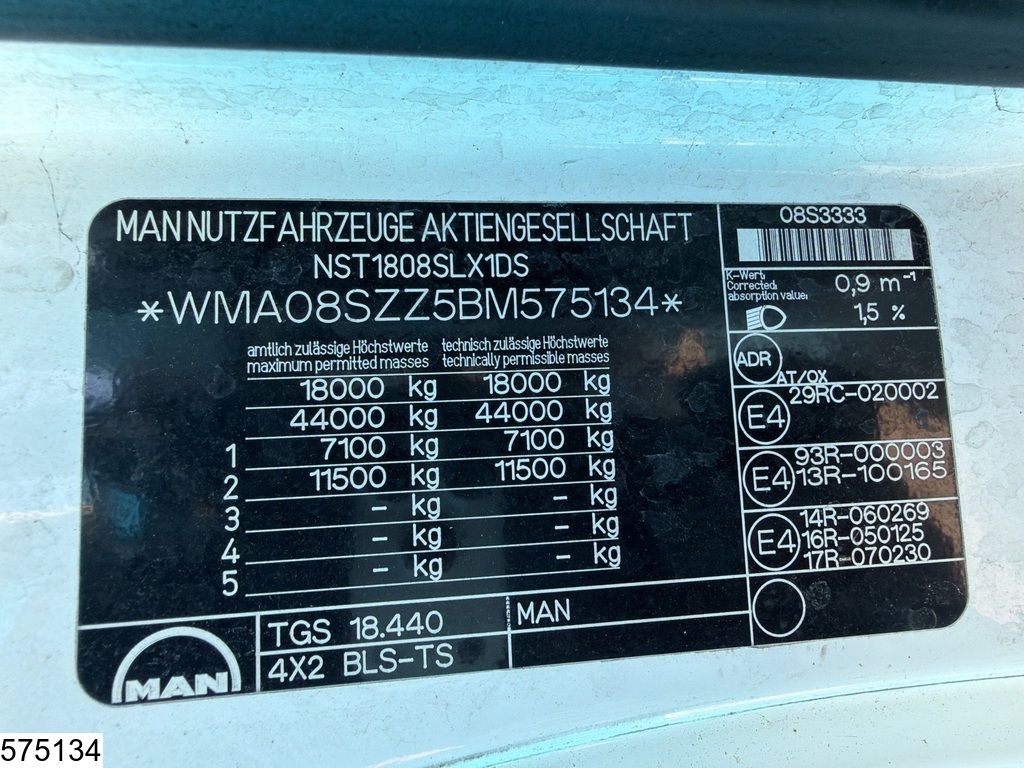 MAN NUTZFAHRZEUGE AKTIENGESELLSCHAFT
NST1808SLX1DS
*WMA08SZZ5BM575134*
amtlich zulässige Höchstwerte technisch zulässige Höchstwerte
maximum permitted masses technically permissible masses
18000 kg 18000 kg
44000 kg 44000 kg
1 7100 kg 7100 kg
2 11500 kg 11500 kg
3 - kg - kg
4 - kg - kg
5 - kg - kg
MAN
TGS 18.440
4X2 BLS-TS
MAN
08S3333
K-Wert:
Corrected
absorption value:
0,9 m⁻¹
1,5 %
ADR
AT/OX
E4
29RC-020002
E4
93R-000003
13R-100165
E4
14R-060269
16R-050125
17R-070230
575134